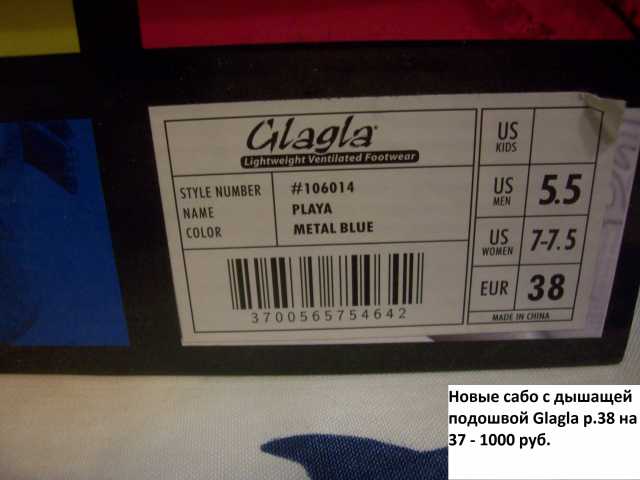 Glagla
Lightweight Ventilated Footwear
STYLE NUMBER #106014
NAME PLAYA
COLOR METAL BLUE
3700565754642
US KIDS
US MEN 5.5
US WOMEN 7-7.5
EUR 38
MADE IN CHINA
Новые сабо с дышащей
подошвой Glagla р.38 на
37 - 1000 руб.